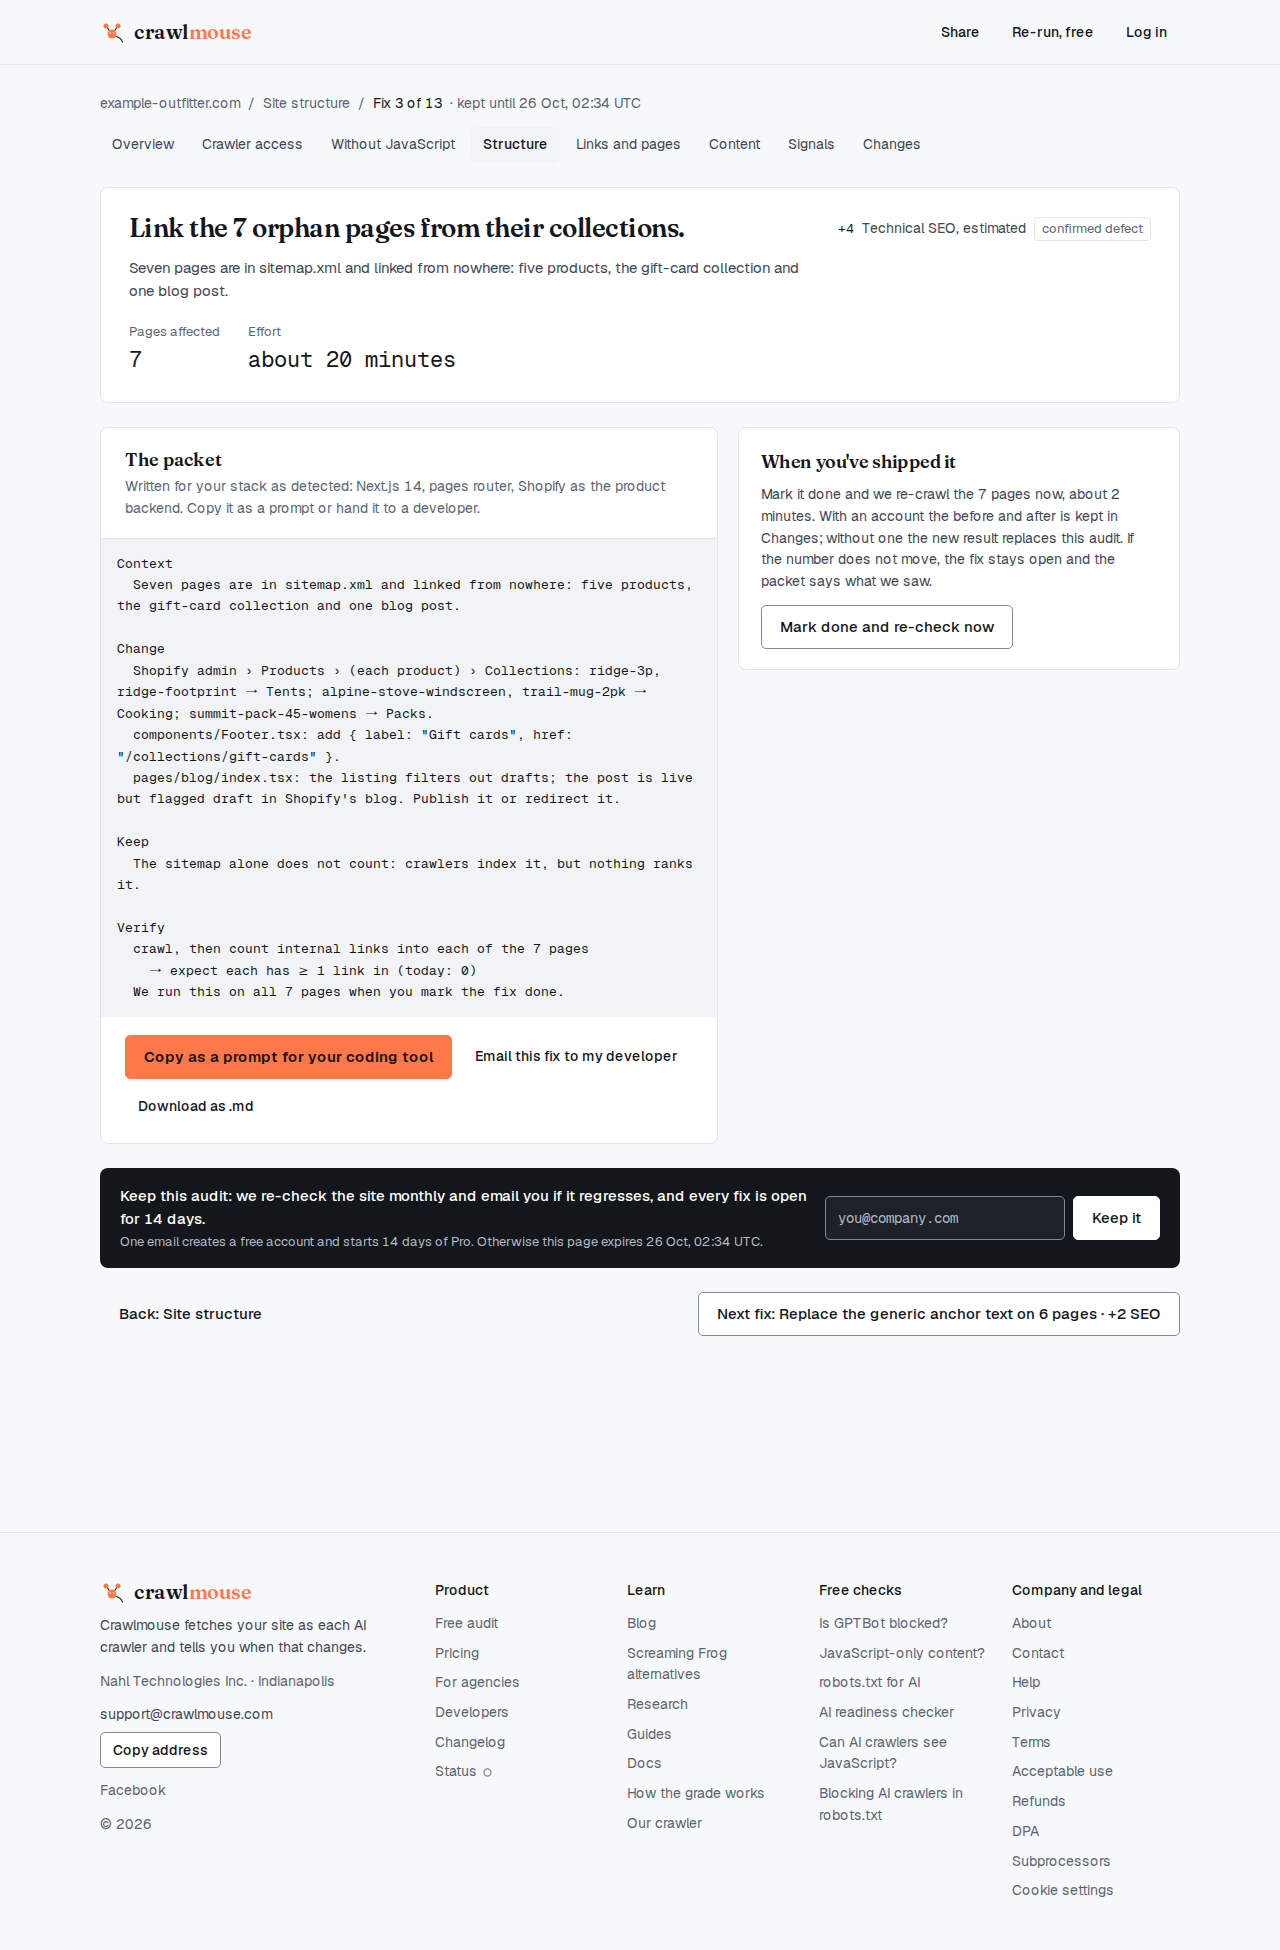 crawlmouse
Share
Re-run, free
Log in
example-outfitter.com / Site structure / Fix 3 of 13 · kept until 26 Oct, 02:34 UTC
Overview
Crawler access
Without JavaScript
Structure
Links and pages
Content
Signals
Changes
Link the 7 orphan pages from their collections.
+4 Technical SEO, estimated
confirmed defect
Seven pages are in sitemap.xml and linked from nowhere: five products, the gift-card collection and
one blog post.
Pages affected
7
Effort
about 20 minutes
The packet
Written for your stack as detected: Next.js 14, pages router, Shopify as the product
backend. Copy it as a prompt or hand it to a developer.
Context
Seven pages are in sitemap.xml and linked from nowhere: five products,
the gift-card collection and one blog post.
Change
Shopify admin › Products › (each product) › Collections: ridge-3p,
ridge-footprint → Tents; alpine-stove-windscreen, trail-mug-2pk →
Cooking; summit-pack-45-womens → Packs.
components/Footer.tsx: add { label: "Gift cards", href:
"/collections/gift-cards" }.
pages/blog/index.tsx: the listing filters out drafts; the post is live
but flagged draft in Shopify's blog. Publish it or redirect it.
Keep
The sitemap alone does not count: crawlers index it, but nothing ranks
it.
Verify
crawl, then count internal links into each of the 7 pages
→ expect each has ≥ 1 link in (today: 0)
We run this on all 7 pages when you mark the fix done.
Copy as a prompt for your coding tool
Email this fix to my developer
Download as .md
When you've shipped it
Mark it done and we re-crawl the 7 pages now, about 2
minutes. With an account the before and after is kept in
Changes; without one the new result replaces this audit. If
the number does not move, the fix stays open and the
packet says what we saw.
Mark done and re-check now
Keep this audit: we re-check the site monthly and email you if it regresses, and every fix is open
for 14 days.
One email creates a free account and starts 14 days of Pro. Otherwise this page expires 26 Oct, 02:34 UTC.
you@company.com
Keep it
Back: Site structure
Next fix: Replace the generic anchor text on 6 pages · +2 SEO
crawlmouse
Crawlmouse fetches your site as each AI
crawler and tells you when that changes.
Nahl Technologies Inc. · Indianapolis
support@crawlmouse.com
Copy address
Facebook
© 2026
Product
Free audit
Pricing
For agencies
Developers
Changelog
Status
Learn
Blog
Screaming Frog
alternatives
Research
Guides
Docs
How the grade works
Our crawler
Free checks
Is GPTBot blocked?
JavaScript-only content?
robots.txt for AI
AI readiness checker
Can AI crawlers see
JavaScript?
Blocking AI crawlers in
robots.txt
Company and legal
About
Contact
Help
Privacy
Terms
Acceptable use
Refunds
DPA
Subprocessors
Cookie settings